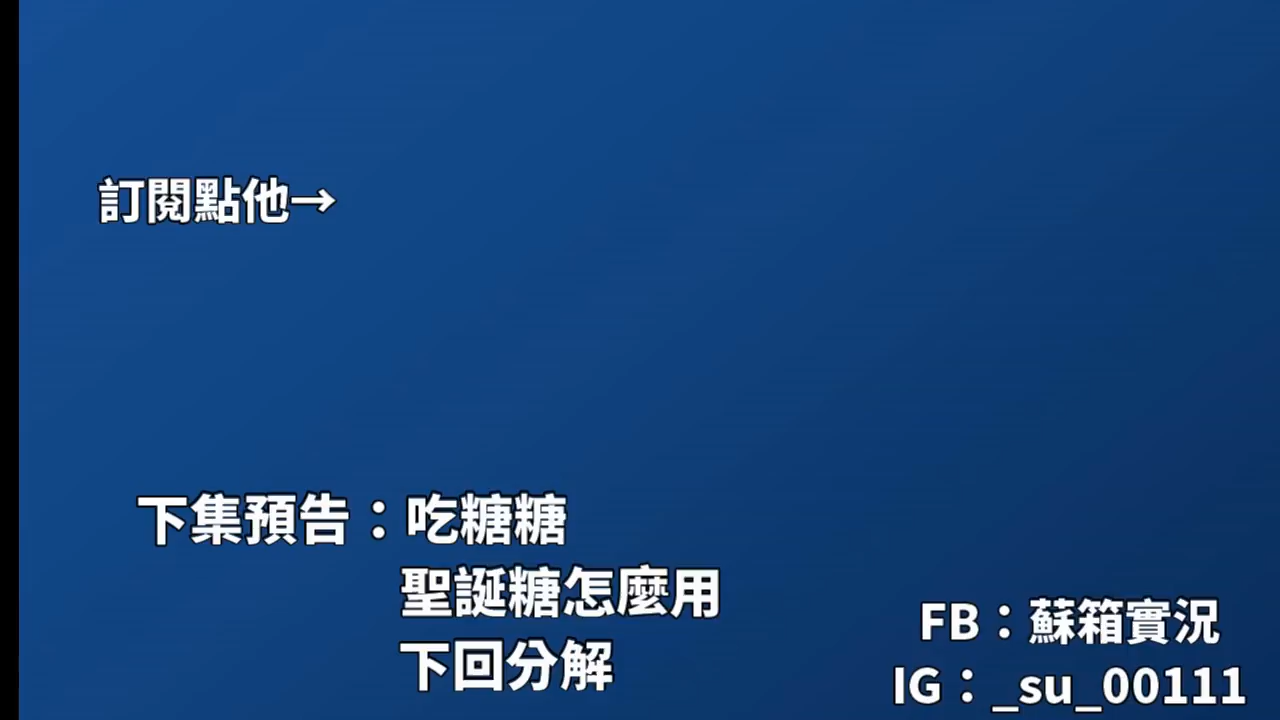 訂閱點他→
下集預告：吃糖糖
聖誕糖怎麼用
下回分解
FB：蘇箱實況
IG：_su_00111